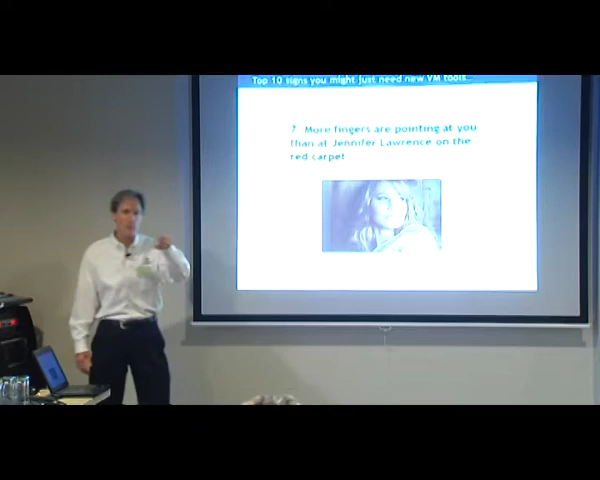 Top 10 signs you might just need new VM tools...
7 More fingers are pointing at you
than at Jennifer Lawrence on the
red carpet